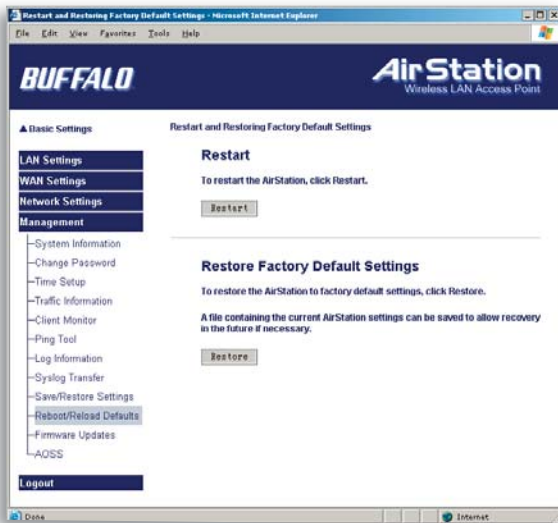 Restart and Restoring Factory Default Settings - Microsoft Internet Explorer
File Edit View Favorites Tools Help
BUFFALO
AirStation
Wireless LAN Access Point
▲ Basic Settings
LAN Settings
WAN Settings
Network Settings
Management
System Information
Change Password
Time Setup
Traffic Information
Client Monitor
Ping Tool
Log Information
Syslog Transfer
Save/Restore Settings
Reboot/Reload Defaults
Firmware Updates
AOSS
Logout
Restart and Restoring Factory Default Settings
Restart
To restart the AirStation, click Restart.
Restart
Restore Factory Default Settings
To restore the AirStation to factory default settings, click Restore.
A file containing the current AirStation settings can be saved to allow recovery
in the future if necessary.
Restore
Done
Internet